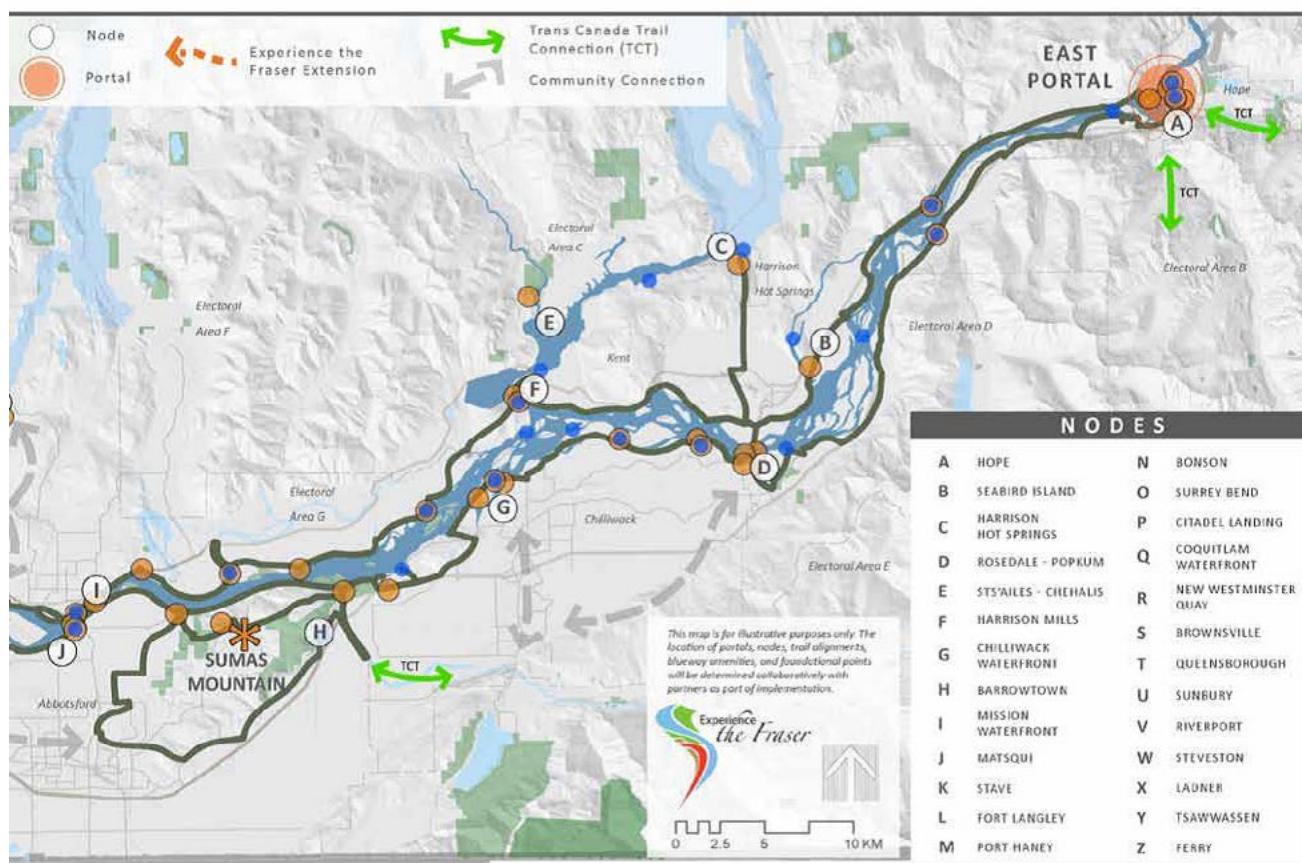 Node
Portal
Experience the
Fraser Extension
Trans Canada Trail
Connection (TCT)
Community Connection
EAST
PORTAL
Hope
A
TCT
TCT
Electoral Area B
Electoral
Area C
C
Harrison
Hot Springs
Electoral
Area F
E
Electoral Area D
B
Kent
F
D
Electoral
Area G
G
Chilliwack
Electoral Area E
I
H
J
SUMAS
MOUNTAIN
TCT
Abbotsford
This map is for illustrative purposes only. The
location of portals, nodes, trail alignments,
blueway amenities, and foundational points
will be determined collaboratively with
partners as part of implementation.
Experience
the Fraser
0 2.5 5 10 KM
NODES
A HOPE
B SEABIRD ISLAND
C HARRISON
HOT SPRINGS
D ROSEDALE - POPKUM
E STS'AILES - CHEHALIS
F HARRISON MILLS
G CHILLIWACK
WATERFRONT
H BARROWTOWN
I MISSION
WATERFRONT
J MATSQUI
K STAVE
L FORT LANGLEY
M PORT HANEY
N BONSON
O SURREY BEND
P CITADEL LANDING
Q COQUITLAM
WATERFRONT
R NEW WESTMINSTER
QUAY
S BROWNSVILLE
T QUEENSBOROUGH
U SUNBURY
V RIVERPORT
W STEVESTON
X LADNER
Y TSAWWASSEN
Z FERRY